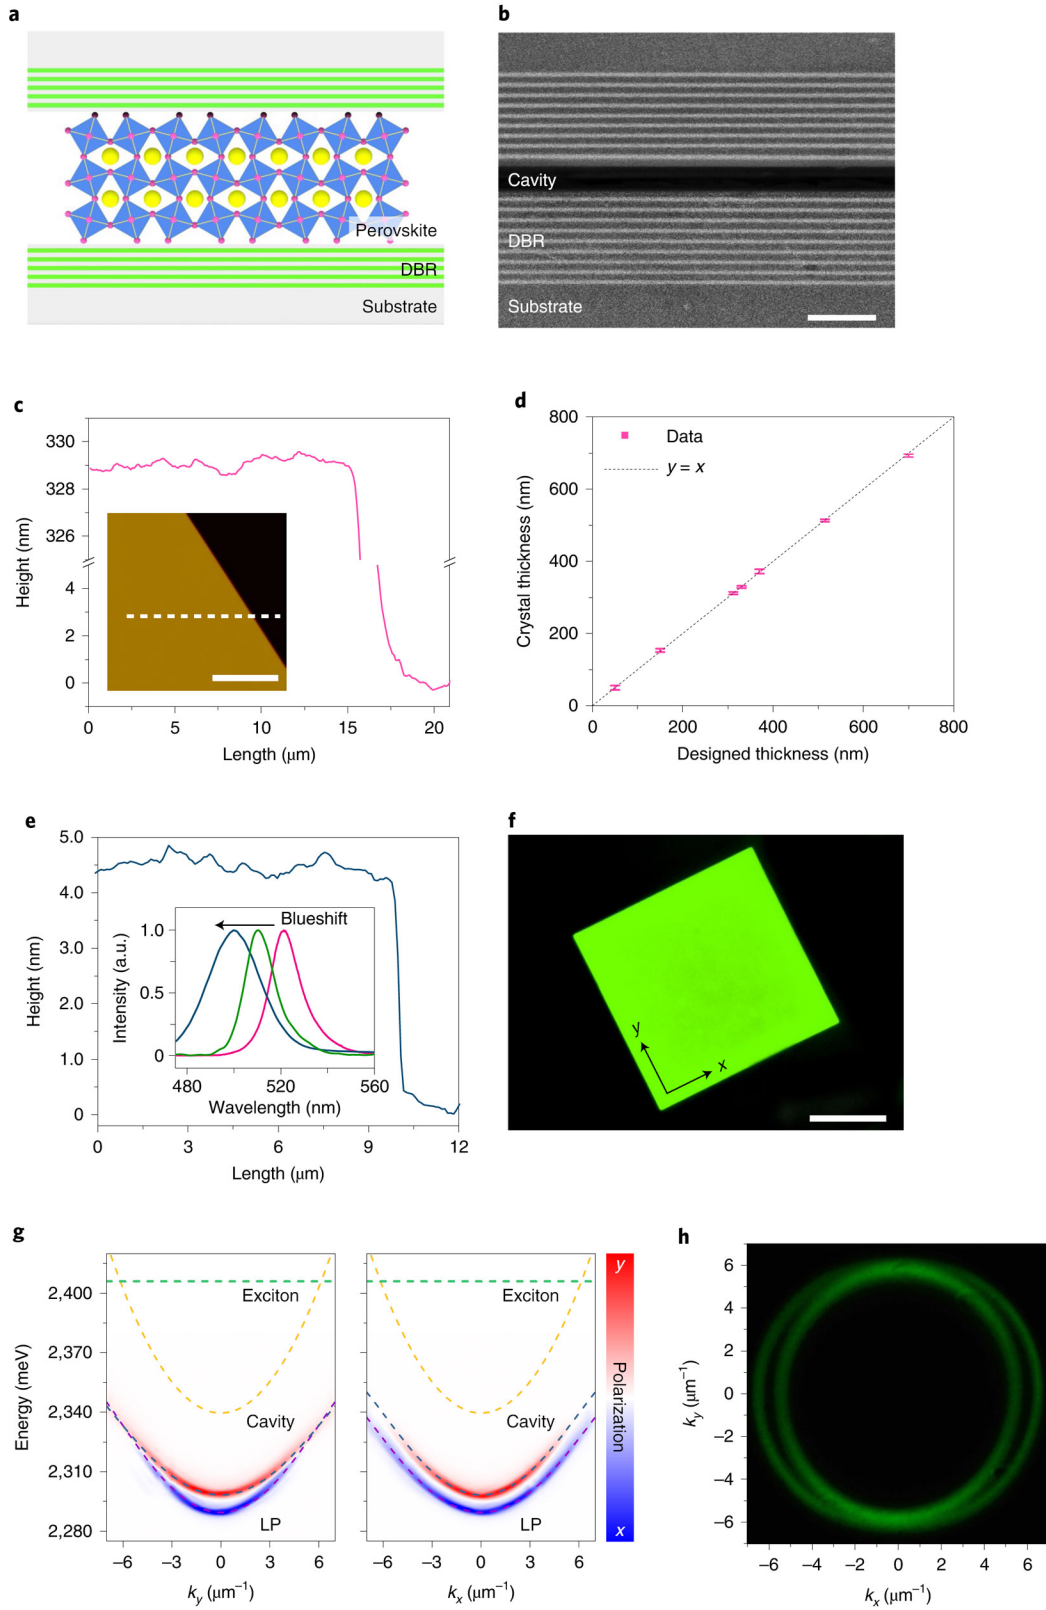 a
Perovskite
DBR
Substrate
b
Cavity
DBR
Substrate
c
330
328
326
4
2
0
Height (nm)
0
5
10
15
20
Length (μm)
d
800
600
400
200
0
Crystal thickness (nm)
Data
y = x
0
200
400
600
800
Designed thickness (nm)
e
5.0
4.0
3.0
2.0
1.0
0
Height (nm)
Blueshift
1.0
0.5
0
Intensity (a.u.)
480
520
560
Wavelength (nm)
0
3
6
9
12
Length (μm)
f
y
x
g
2,400
2,370
2,340
2,310
2,280
Energy (meV)
Exciton
Cavity
LP
–6
–3
0
3
6
k_y (μm⁻¹)
Exciton
Cavity
LP
–6
–3
0
3
6
k_x (μm⁻¹)
y
Polarization
x
h
6
4
2
0
–2
–4
–6
k_y (μm⁻¹)
–6
–4
–2
0
2
4
6
k_x (μm⁻¹)